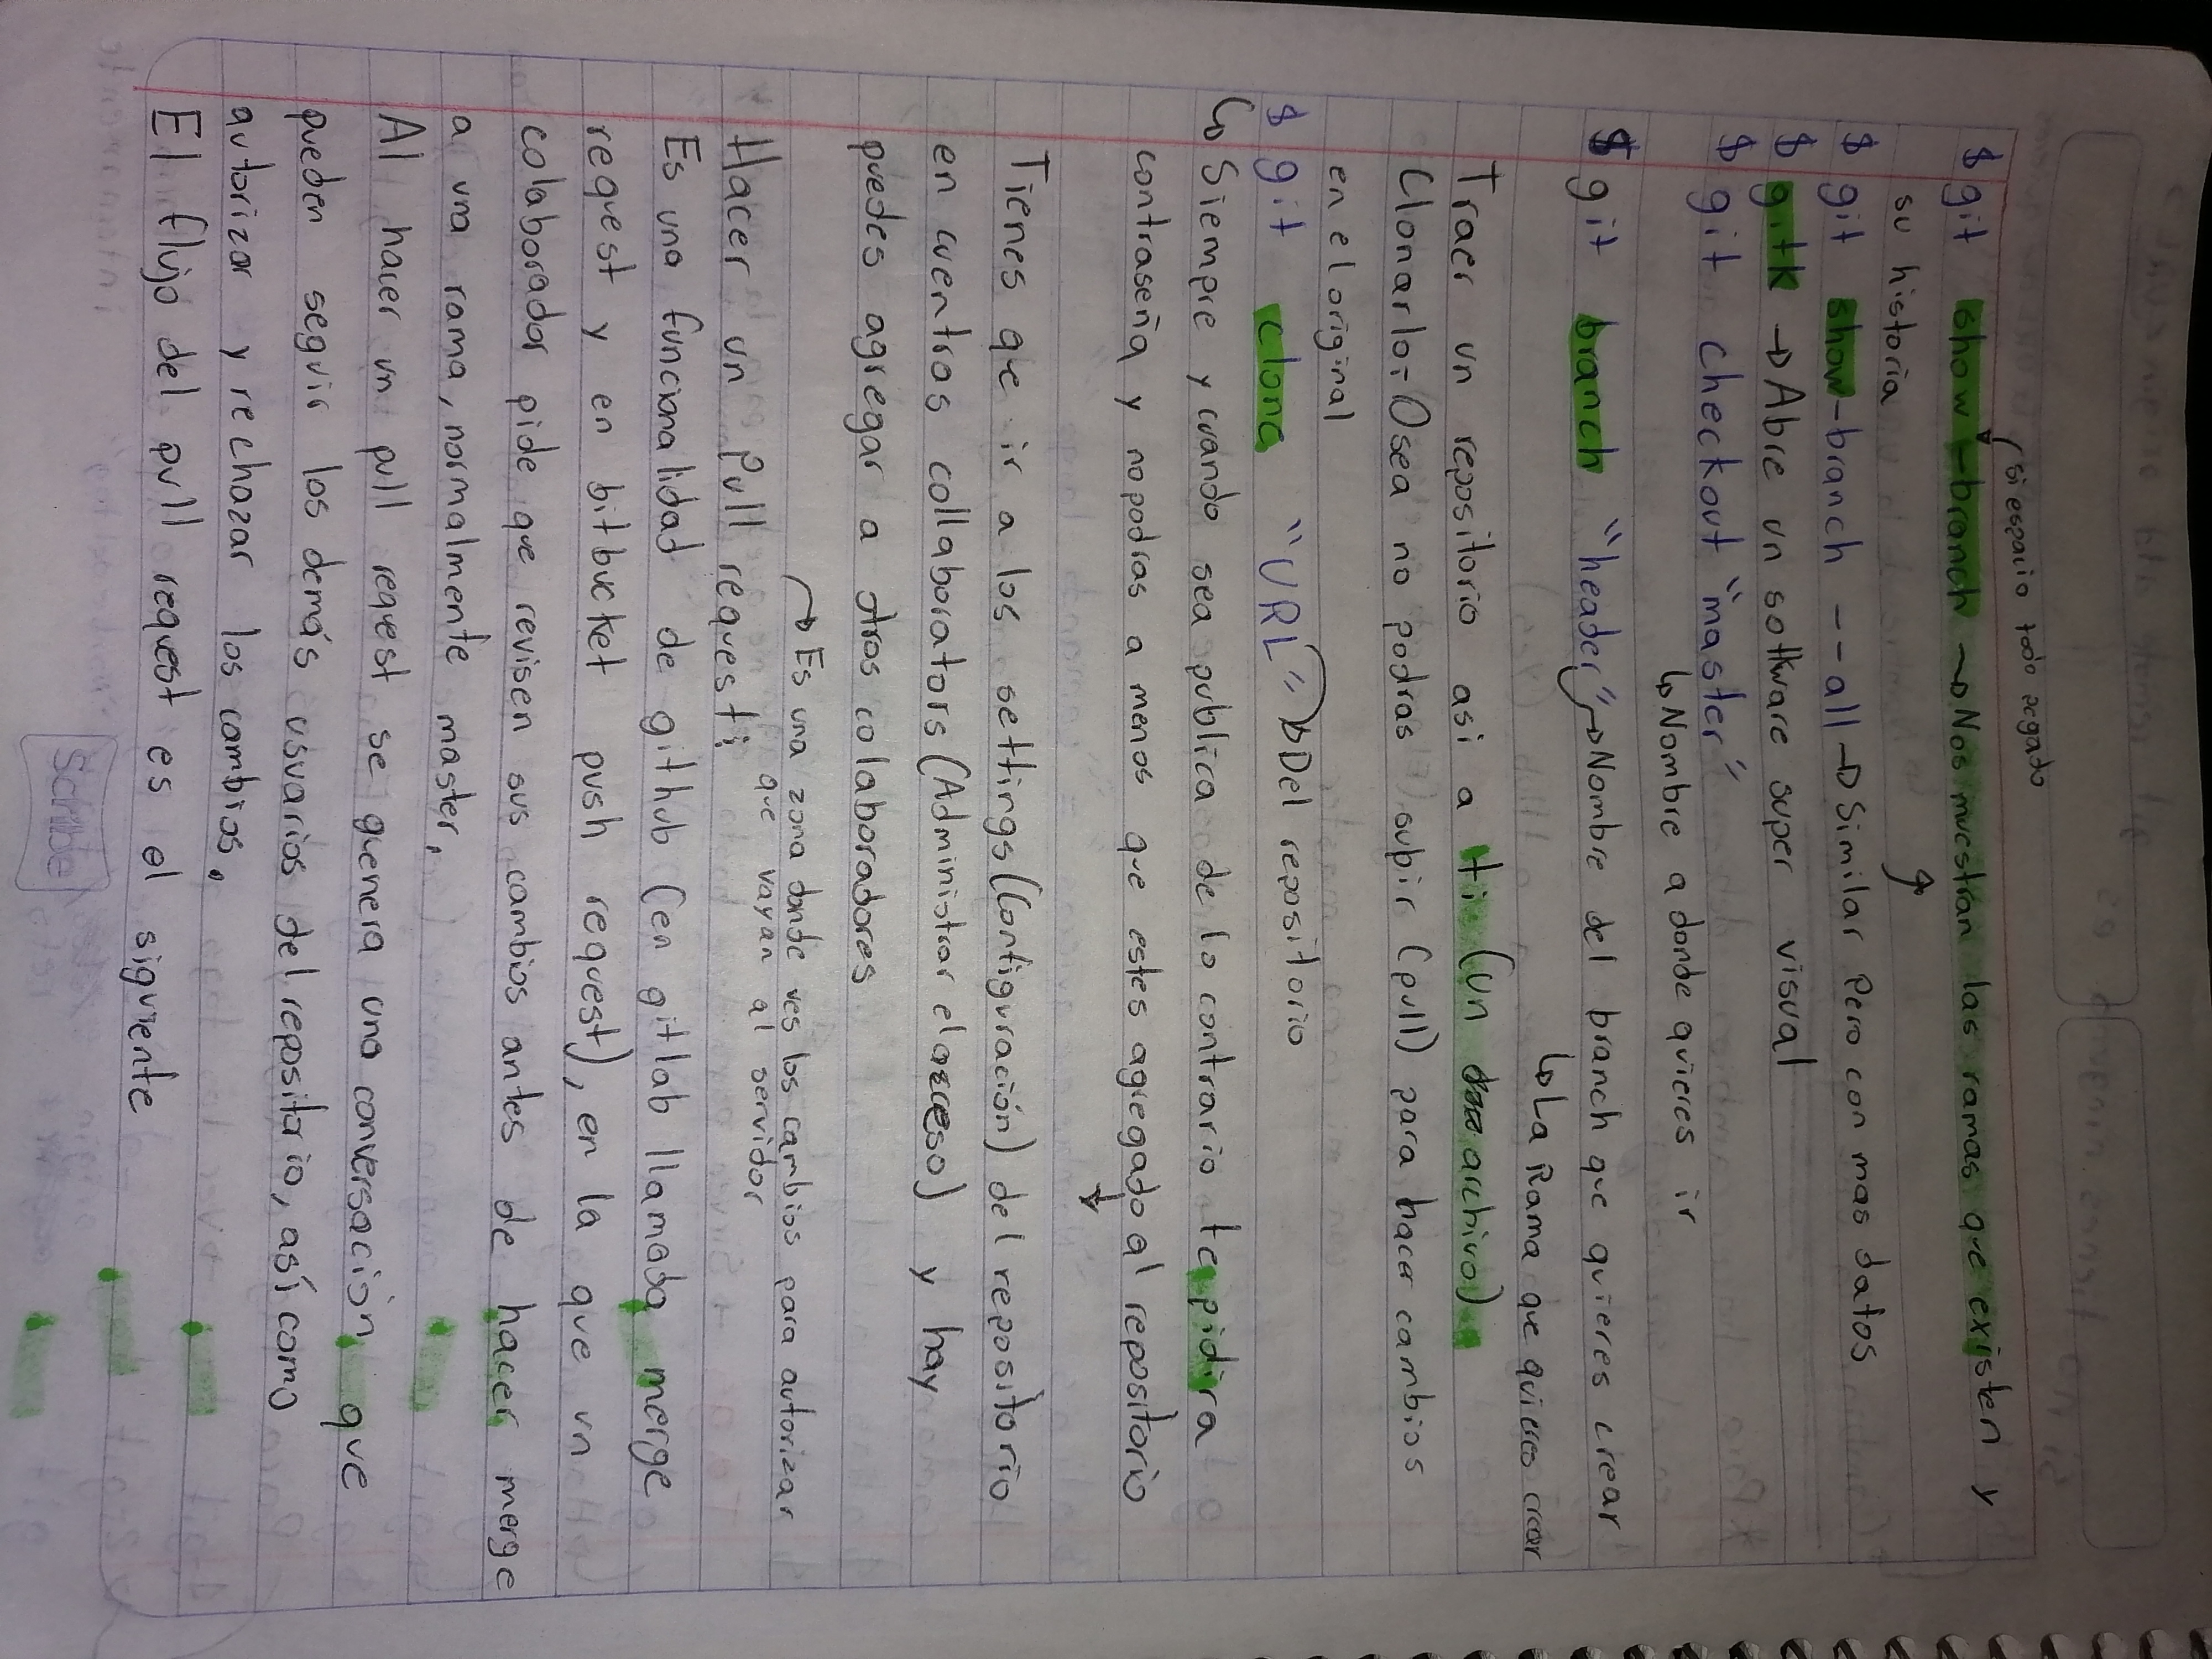 si espacio todo pegado
$ git show-branch → Nos muestran las ramas que existen y
su historia
$ git show-branch --all → Similar Pero con mas datos
$ gitk → Abre un software super visual
$ git checkout "master"
↳ Nombre a donde quieres ir
$ git branch "header" → Nombre del branch que quieres crear
↳ La Rama que quieres crear
Traer un repositorio asi a ti (un archivo)
Clonarlo: Osea no podras subir (pull) para hacer cambios
en el original
$ git clone "URL" → Del repositorio
↳ Siempre y cuando sea publica de lo contrario te pidira
contraseña y no podras a menos que estes agregado al repositorio
↓
Tienes que ir a los settings (Configuración) del repositorio
en cuentras collaborators (Administrar el acceso) y hay
puedes agregar a otros colaboradores
→ Es una zona donde ves los cambios para autorizar
que vayan al servidor
Hacer un Pull request:
Es una funcionalidad de github (en gitlab llamada merge
request y en bitbucket push request), en la que un
colaborador pide que revisen sus cambios antes de hacer merge
a una rama, normalmente master.
Al hacer un pull request se genera una conversación que
pueden seguir los demás usuarios del repositorio, así como
autorizar y rechazar los cambios.
El flujo del pull request es el siguiente
Scribe